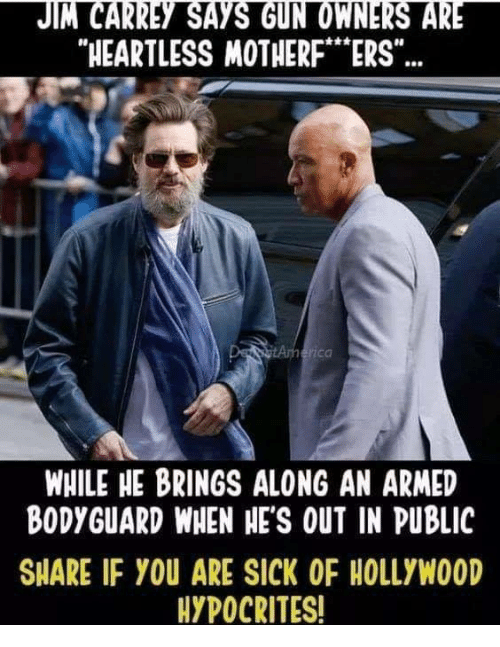 JIM CARREY SAYS GUN OWNERS ARE
"HEARTLESS MOTHERF***ERS"...
WHILE HE BRINGS ALONG AN ARMED
BODYGUARD WHEN HE'S OUT IN PUBLIC
SHARE IF YOU ARE SICK OF HOLLYWOOD
HYPOCRITES!